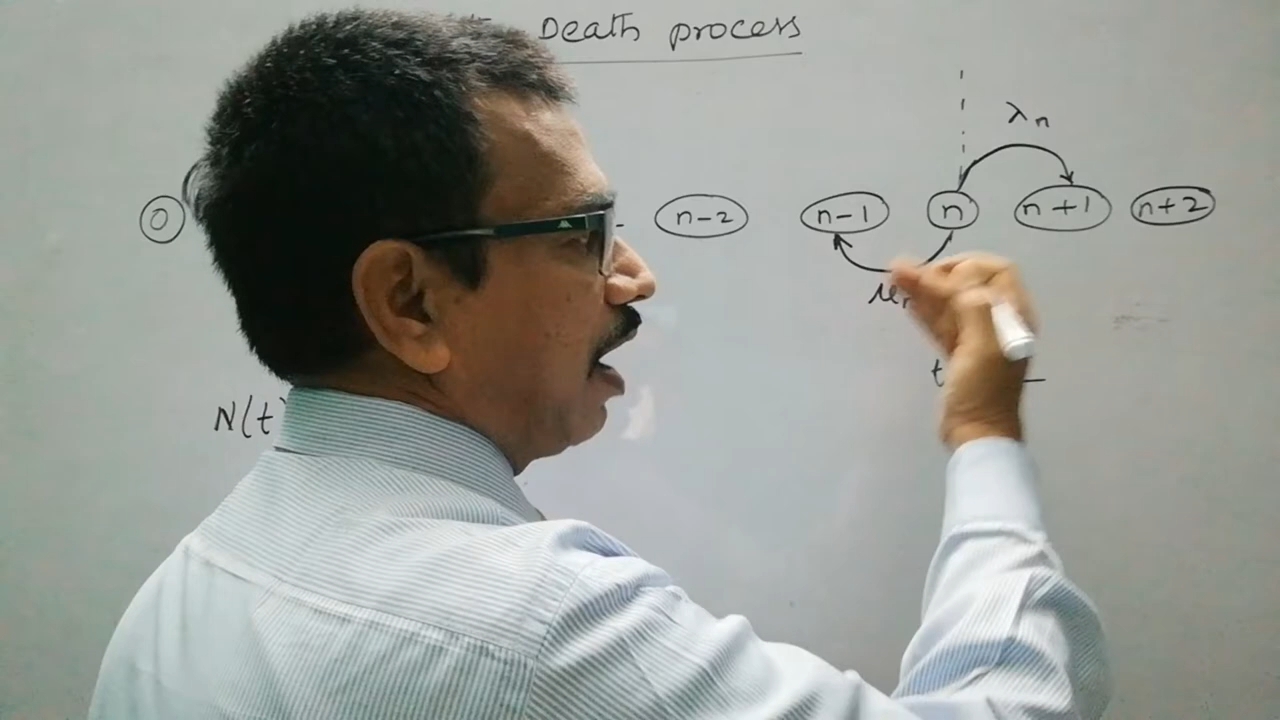 Death process
λn
0 n-2 n-1 n n+1 n+2
μ
t
N(t)